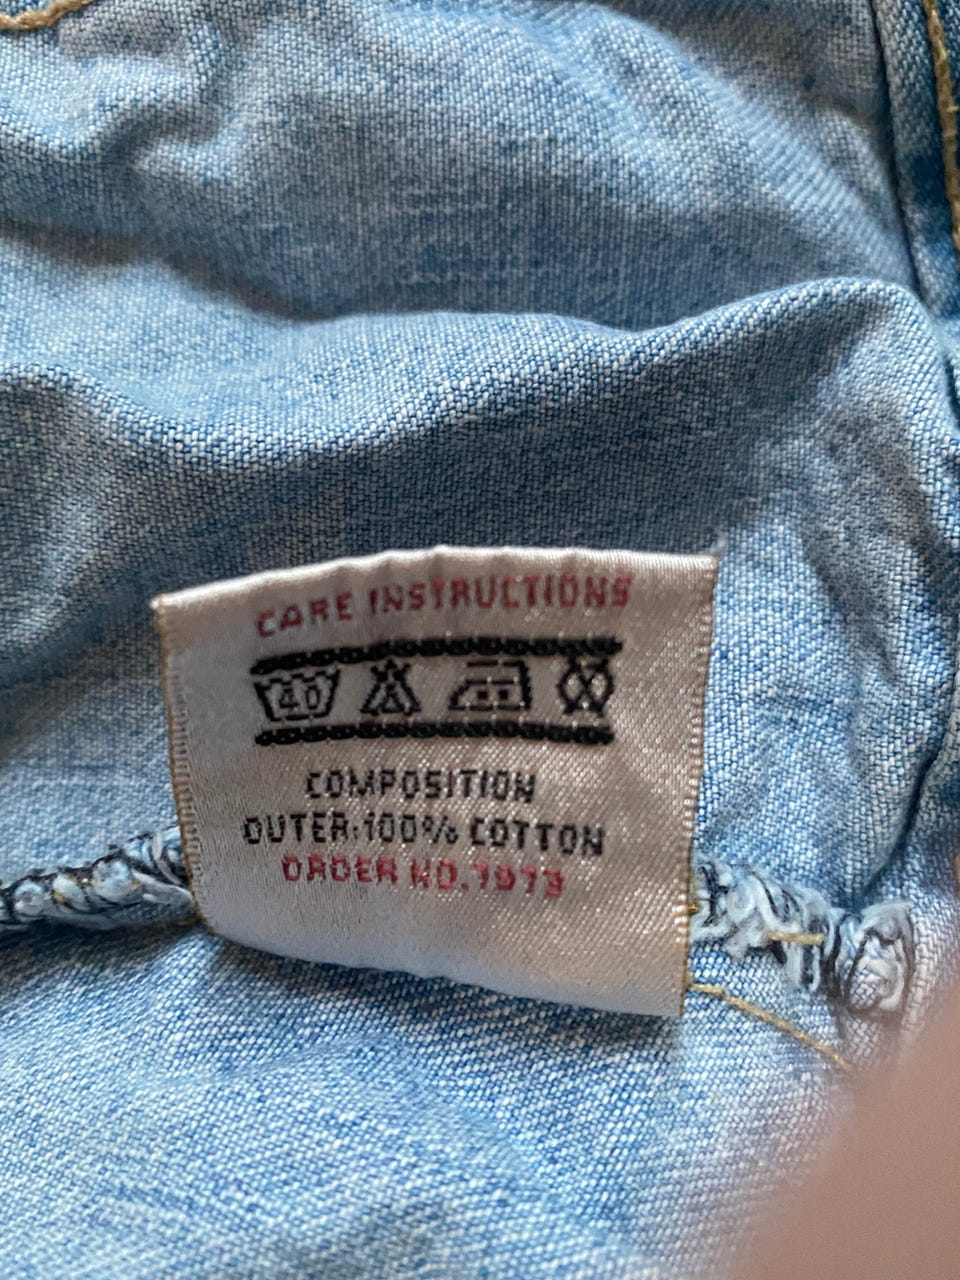 CARE INSTRUCTIONS
40
COMPOSITION
OUTER:100% COTTON
ORDER NO.7973